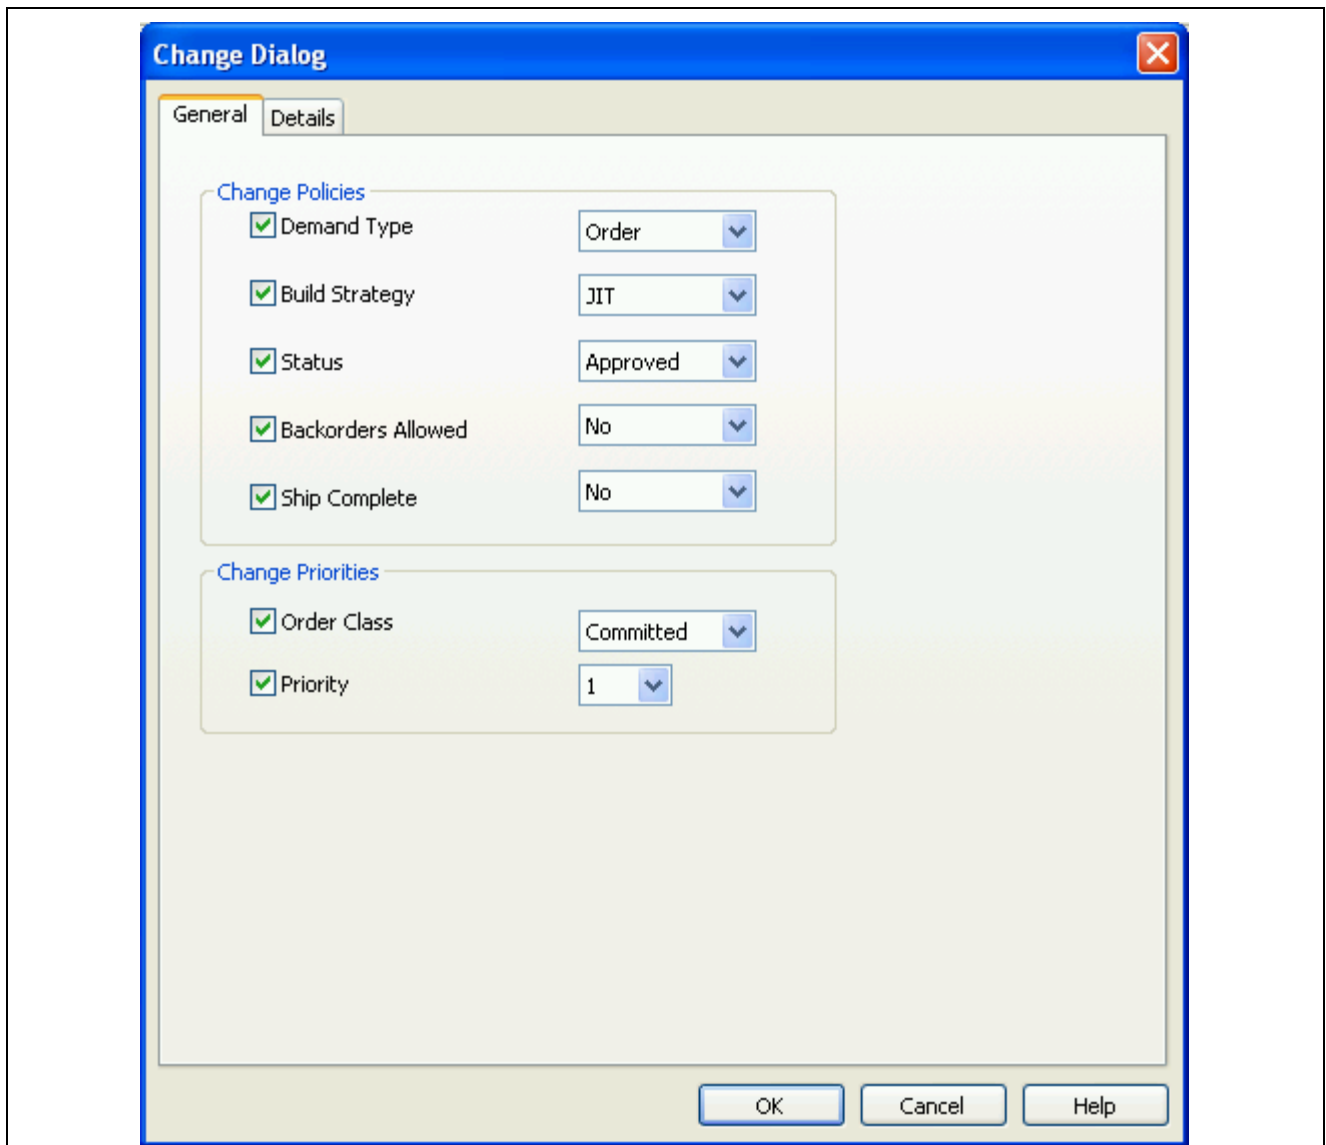 Change Dialog
General Details
Change Policies
Demand Type Order
Build Strategy JIT
Status Approved
Backorders Allowed No
Ship Complete No
Change Priorities
Order Class Committed
Priority 1
OK Cancel Help